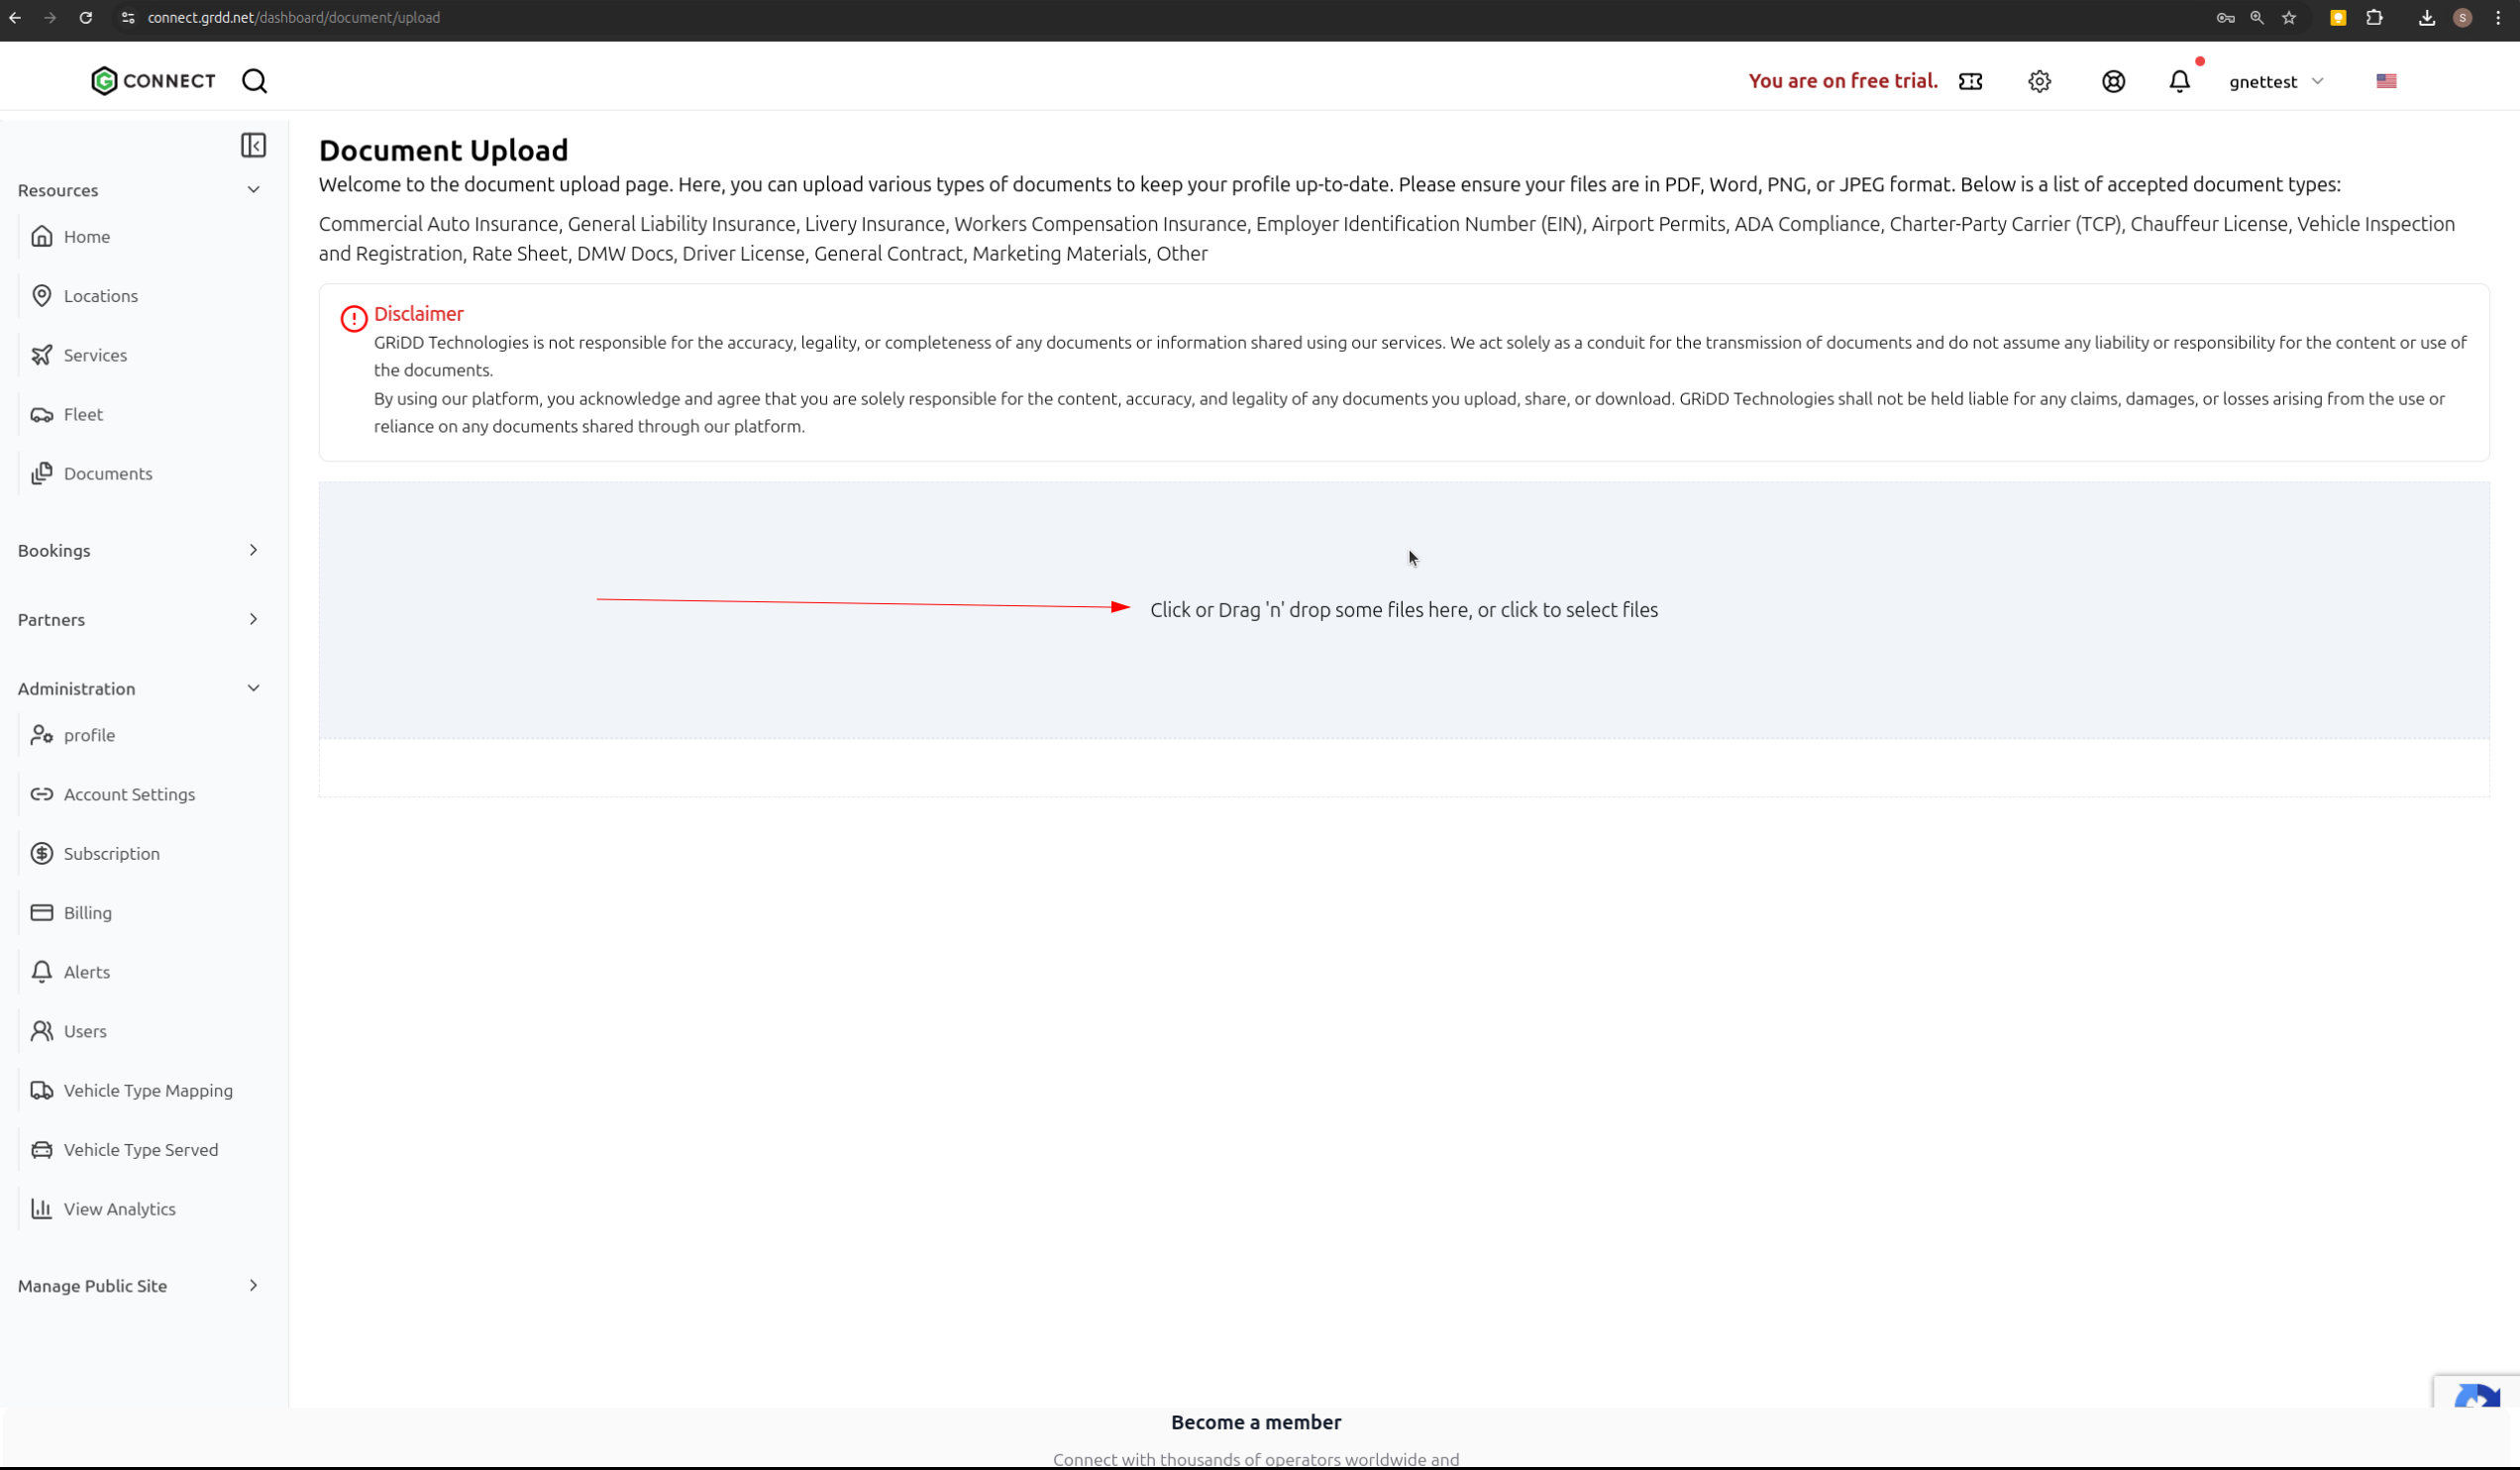 connect.grdd.net/dashboard/document/upload
S
G CONNECT
You are on free trial.
gnettest
Document Upload
Welcome to the document upload page. Here, you can upload various types of documents to keep your profile up-to-date. Please ensure your files are in PDF, Word, PNG, or JPEG format. Below is a list of accepted document types:
Commercial Auto Insurance, General Liability Insurance, Livery Insurance, Workers Compensation Insurance, Employer Identification Number (EIN), Airport Permits, ADA Compliance, Charter-Party Carrier (TCP), Chauffeur License, Vehicle Inspection
and Registration, Rate Sheet, DMW Docs, Driver License, General Contract, Marketing Materials, Other
Disclaimer
GRiDD Technologies is not responsible for the accuracy, legality, or completeness of any documents or information shared using our services. We act solely as a conduit for the transmission of documents and do not assume any liability or responsibility for the content or use of
the documents.
By using our platform, you acknowledge and agree that you are solely responsible for the content, accuracy, and legality of any documents you upload, share, or download. GRiDD Technologies shall not be held liable for any claims, damages, or losses arising from the use or
reliance on any documents shared through our platform.
Click or Drag 'n' drop some files here, or click to select files
Resources
Home
Locations
Services
Fleet
Documents
Bookings
Partners
Administration
profile
Account Settings
Subscription
Billing
Alerts
Users
Vehicle Type Mapping
Vehicle Type Served
View Analytics
Manage Public Site
Become a member
Connect with thousands of operators worldwide and